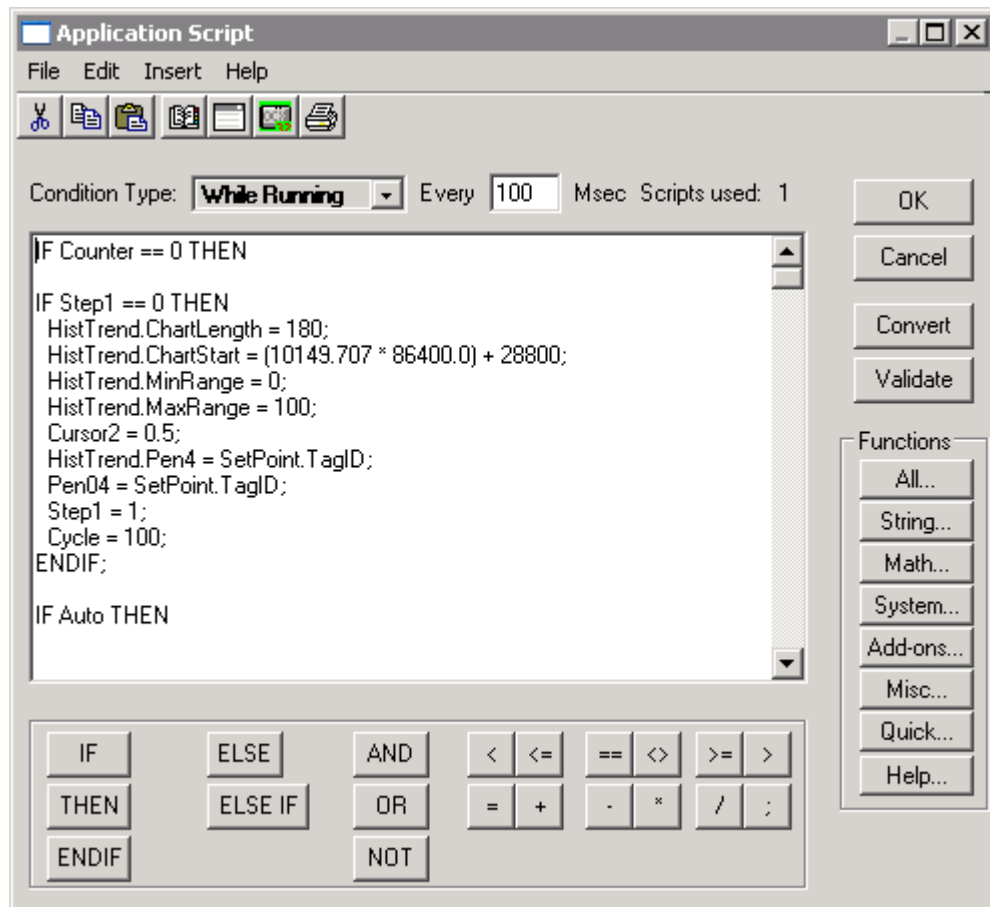 Application Script
File Edit Insert Help
Condition Type: While Running Every 100 Msec Scripts used: 1
IF Counter == 0 THEN
IF Step1 == 0 THEN
HistTrend.ChartLength = 180;
HistTrend.ChartStart = (10149.707 * 86400.0) + 28800;
HistTrend.MinRange = 0;
HistTrend.MaxRange = 100;
Cursor2 = 0.5;
HistTrend.Pen4 = SetPoint.TagID;
Pen04 = SetPoint.TagID;
Step1 = 1;
Cycle = 100;
ENDIF;
IF Auto THEN
OK
Cancel
Convert
Validate
Functions
All...
String...
Math...
System...
Add-ons...
Misc...
Quick...
Help...
IF ELSE AND < <= == <> >= >
THEN ELSE IF OR = + - * / ;
ENDIF NOT